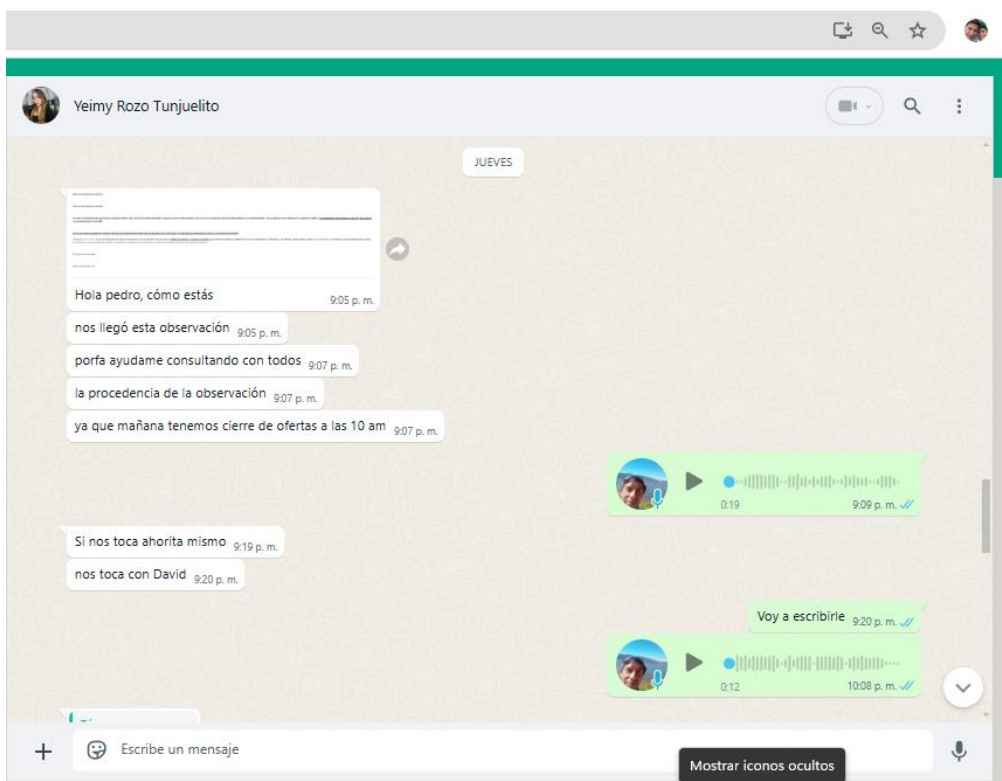 Yeimy Rozo Tunjuelito
JUEVES
Hola pedro, cómo estás 9:05 p. m.
nos llegó esta observación 9:05 p. m.
porfa ayudame consultando con todos 9:07 p. m.
la procedencia de la observación 9:07 p. m.
ya que mañana tenemos cierre de ofertas a las 10 am 9:07 p. m.
0:19 9:09 p. m.
Si nos toca ahorita mismo 9:19 p. m.
nos toca con David 9:20 p. m.
Voy a escribirle 9:20 p. m.
0:12 10:08 p. m.
Escribe un mensaje
Mostrar iconos ocultos